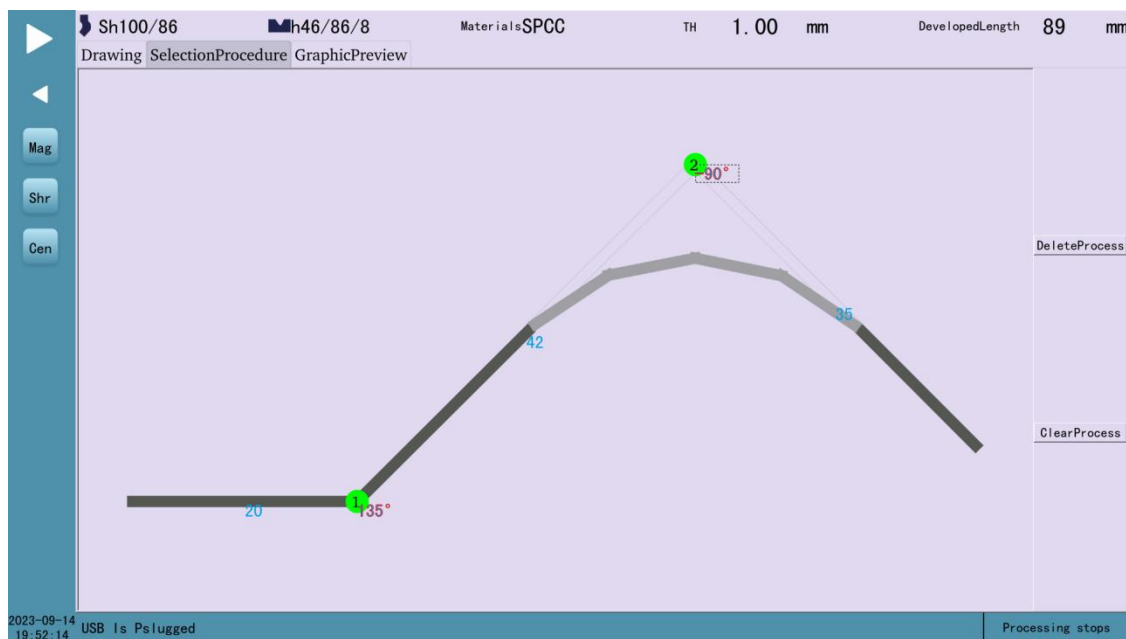 Sh100/86 h46/86/8 MaterialsSPCC TH 1.00 mm DevelopedLength 89 mm
Drawing SelectionProcedure GraphicPreview
Mag
2
-90°
Shr
Cen
DeleteProcess
35
42
ClearProcess
1
135°
20
2023-09-14
19:52:14
USB Is Pslugged
Processing stops